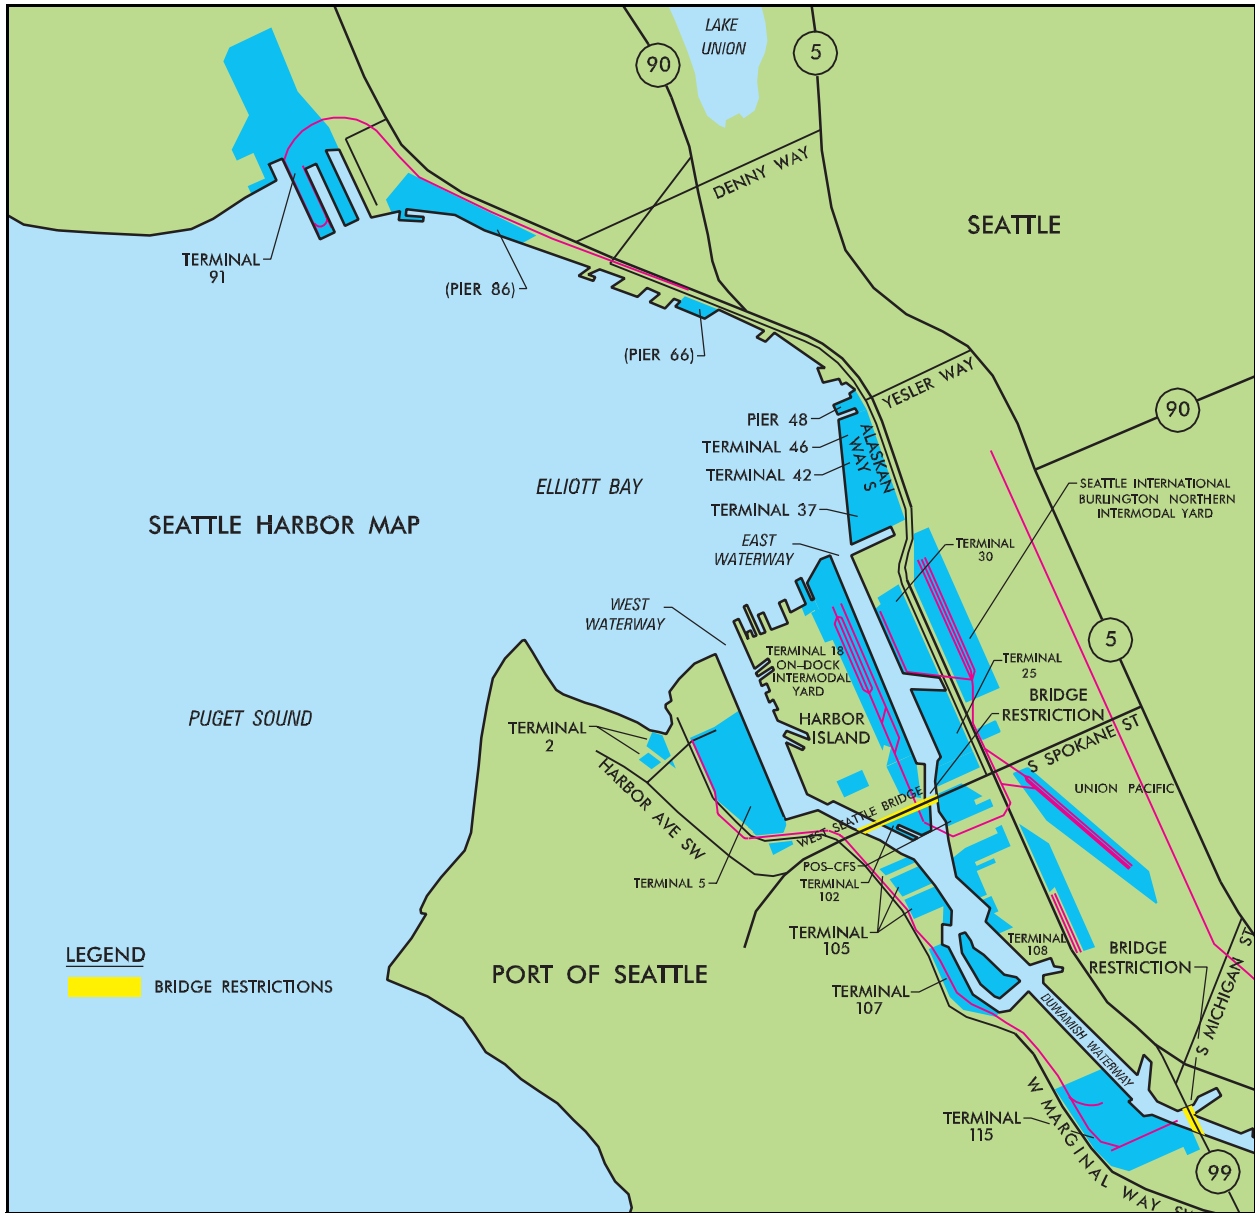 LAKE
UNION
90
5
DENNY WAY
SEATTLE
TERMINAL
91
(PIER 86)
(PIER 66)
YESLER WAY
90
PIER 48
TERMINAL 46
TERMINAL 42
TERMINAL 37
ALASKAN
WAY S
SEATTLE INTERNATIONAL
BURLINGTON NORTHERN
INTERMODAL YARD
ELLIOTT BAY
SEATTLE HARBOR MAP
EAST
WATERWAY
TERMINAL
30
WEST
WATERWAY
5
TERMINAL 18
ON-DOCK
INTERMODAL
YARD
TERMINAL
25
BRIDGE
RESTRICTION
PUGET SOUND
HARBOR
ISLAND
TERMINAL
2
S SPOKANE ST
HARBOR AVE SW
UNION PACIFIC
WEST SEATTLE BRIDGE
TERMINAL 5
POS-CFS
TERMINAL
102
TERMINAL
105
TERMINAL
108
BRIDGE
RESTRICTION
S MICHIGAN ST
LEGEND
BRIDGE RESTRICTIONS
PORT OF SEATTLE
TERMINAL
107
DUWAMISH WATERWAY
TERMINAL
115
W MARGINAL WAY SW
99